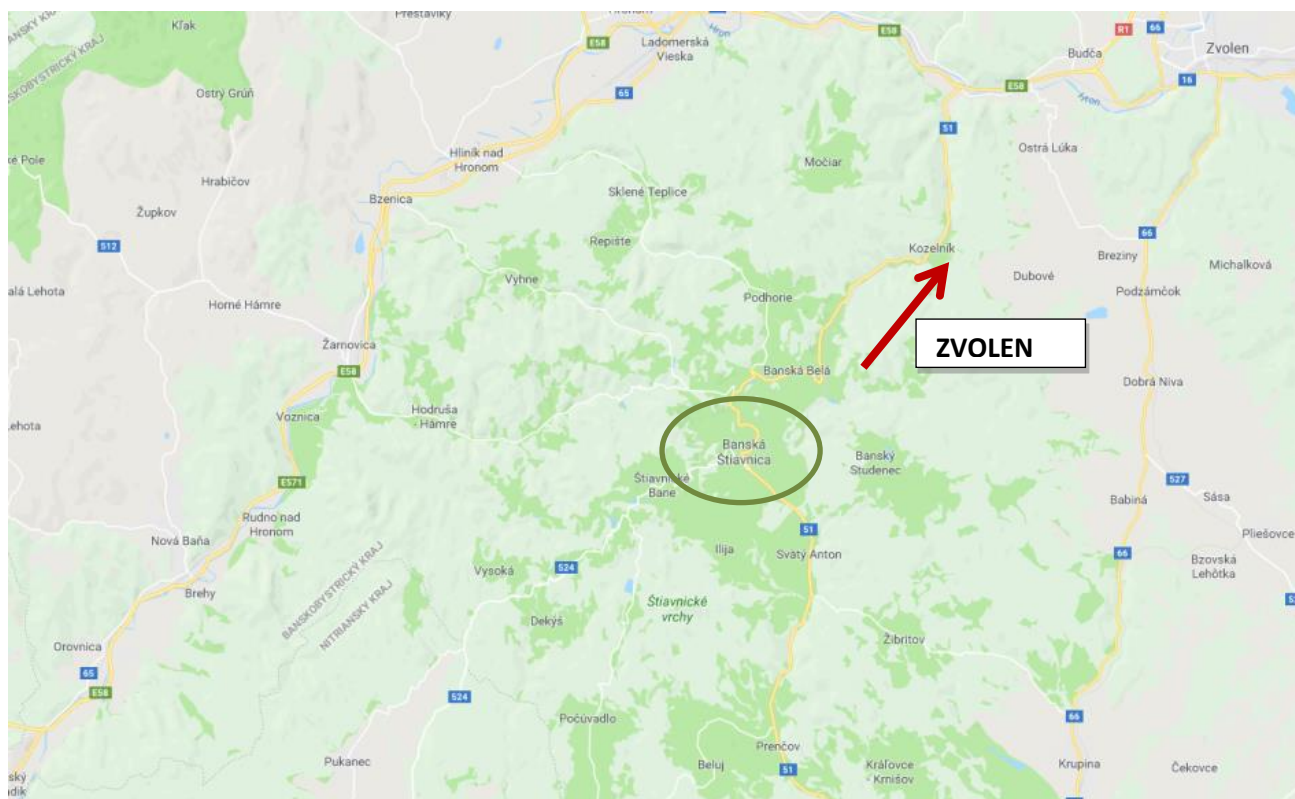 Prestavlky
Kľak
E58
Hron
Ladomerská
Vieska
E58
R1
66
Budča
Zvolen
BANSKOBYSTRICKÝ KRAJ
Ostrý Grúň
65
E58
Hron
16
51
Hliník nad
Hronom
Močiar
Ostrá Lúka
Hrabičov
Bzenica
Sklené Teplice
Župkov
512
Repište
Kozelník
66
Breziny
Michalková
Vyhne
Dubové
Podzámčok
Horné Hámre
Podhorie
ZVOLEN
Žarnovica
E58
Banská Belá
Dobrá Niva
Voznica
Hodruša
- Hámre
Banská
Štiavnica
Banský
Studenec
E571
Štiavnické
Bane
527
Babiná
Sása
Rudno nad
Hronom
Nová Baňa
51
Pliešovce
Ilija
Svätý Anton
66
Bzovská
Lehôtka
Vysoká
524
Brehy
BANSKOBYSTRICKÝ KRAJ
NITRIANSKY KRAJ
Štiavnické
vrchy
Dekýš
Žibritov
Orovnica
65
E58
524
Počúvadlo
66
Prenčov
Pukanec
Beluj
51
Kráľovce
- Krnišov
Krupina
Čekovce